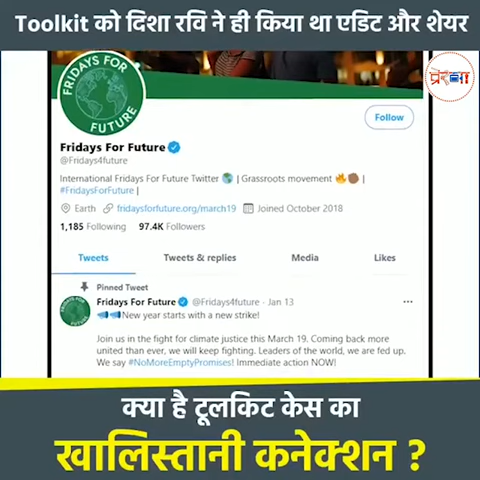 Toolkit को दिशा रवि ने ही किया था एडिट और शेयर
प्रेरणा
FRIDAYS FOR
FUTURE
Follow
Fridays For Future
@Fridays4future
International Fridays For Future Twitter 🌎 | Grassroots movement 🔥✊🏾 |
#FridaysForFuture |
Earth fridaysforfuture.org/march19 Joined October 2018
1,185 Following 97.4K Followers
Tweets Tweets & replies Media Likes
Pinned Tweet
Fridays For Future @Fridays4future · Jan 13 ···
📢📢New year starts with a new strike!
Join us in the fight for climate justice this March 19. Coming back more
united than ever, we will keep fighting. Leaders of the world, we are fed up.
We say #NoMoreEmptyPromises! Immediate action NOW!
क्या है टूलकिट केस का
खालिस्तानी कनेक्शन ?